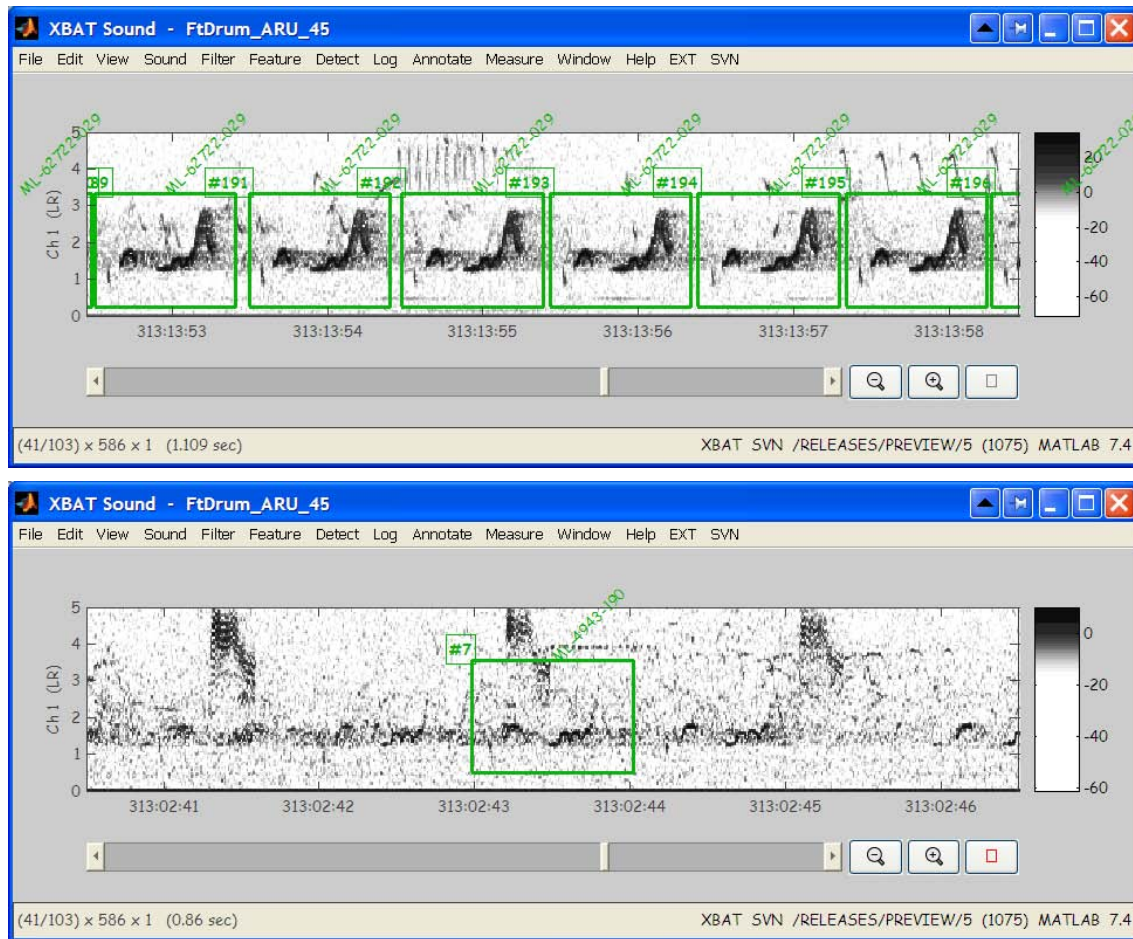 XBAT Sound - FtDrum_ARU_45
File Edit View Sound Filter Feature Detect Log Annotate Measure Window Help EXT SVN
ML-62722-029 ML-62722-029 ML-62722-029 ML-62722-029 ML-62722-029 ML-62722-029 ML-62722-029
89 #191 #192 #193 #194 #195 #196
Ch 1 (LR)
5
4
3
2
1
0
20
0
-20
-40
-60
313:13:53 313:13:54 313:13:55 313:13:56 313:13:57 313:13:58
(41/103) x 586 x 1 (1.109 sec) XBAT SVN /RELEASES/PREVIEW/5 (1075) MATLAB 7.4
XBAT Sound - FtDrum_ARU_45
File Edit View Sound Filter Feature Detect Log Annotate Measure Window Help EXT SVN
ML-4943-190
#7
Ch 1 (LR)
5
4
3
2
1
0
0
-20
-40
-60
313:02:41 313:02:42 313:02:43 313:02:44 313:02:45 313:02:46
(41/103) x 586 x 1 (0.86 sec) XBAT SVN /RELEASES/PREVIEW/5 (1075) MATLAB 7.4